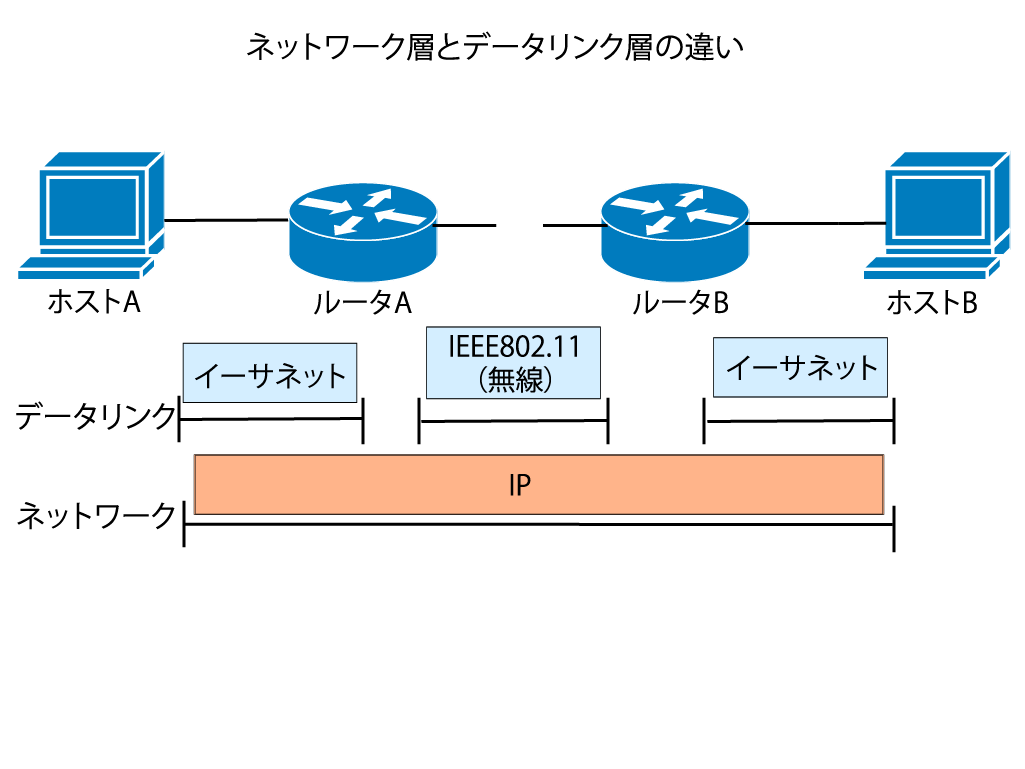 ネットワーク層とデータリンク層の違い
ホストA
ルータA
ルータB
ホストB
イーサネット
IEEE802.11
（無線）
イーサネット
データリンク
IP
ネットワーク